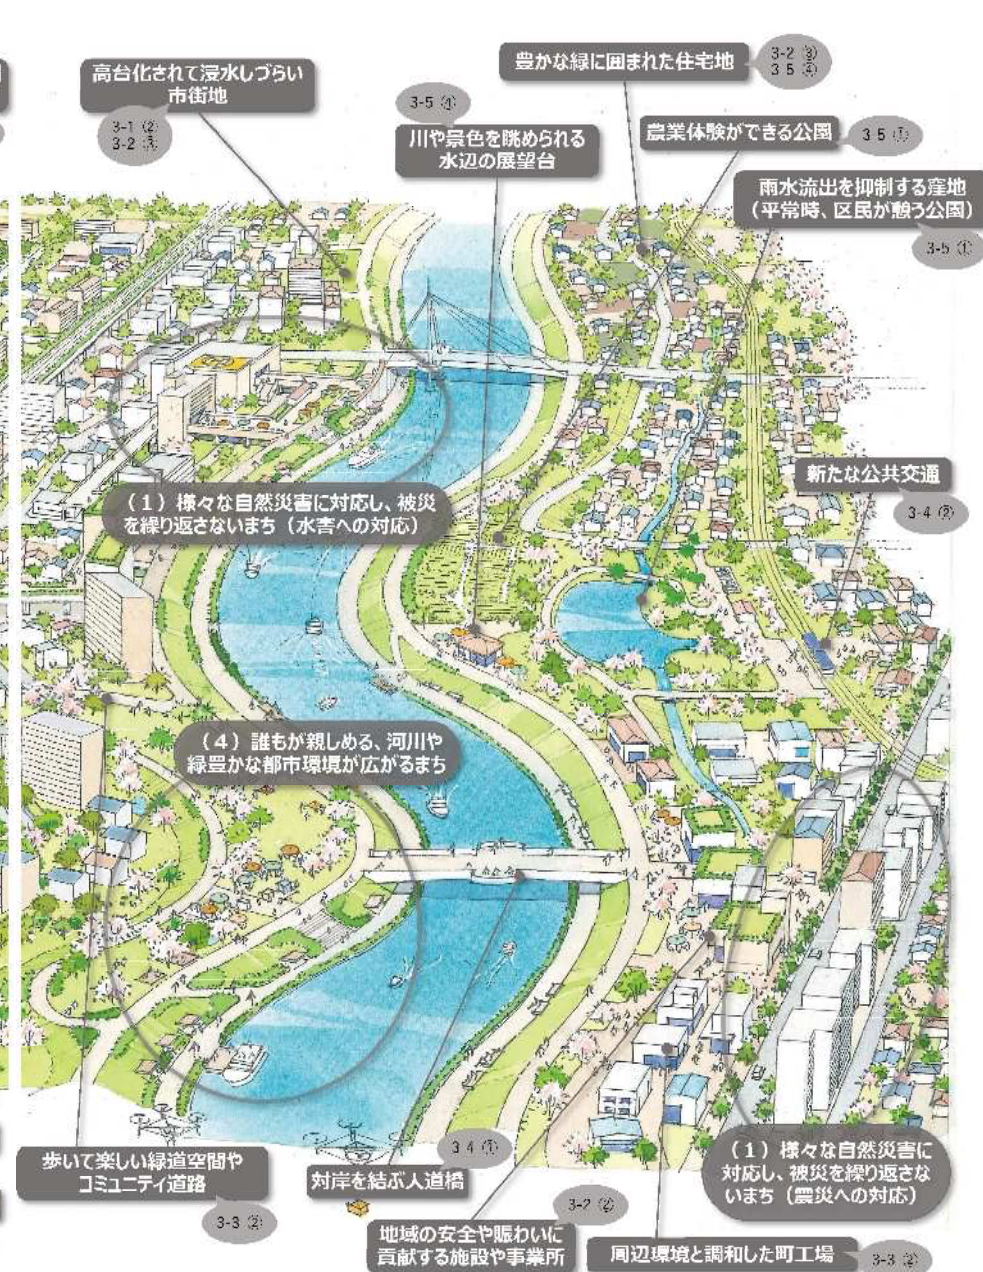 高台化されて浸水しづらい
市街地
3-1 ②
3-2 ③
豊かな緑に囲まれた住宅地
3-2 ③
3-5 ④
3-5 ④
川や景色を眺められる
水辺の展望台
農業体験ができる公園
3-5 ①
雨水流出を抑制する窪地
(平常時、区民が憩う公園)
3-5 ①
新たな公共交通
3-4 ②
(1)様々な自然災害に対応し、被災
を繰り返さないまち(水害への対応)
(4)誰もが親しめる、河川や
緑豊かな都市環境が広がるまち
歩いて楽しい緑道空間や
コミュニティ道路
3-3 ②
3-4 ①
対岸を結ぶ人道橋
3-2 ②
地域の安全や賑わいに
貢献する施設や事業所
(1)様々な自然災害に
対応し、被災を繰り返さな
いまち(震災への対応)
周辺環境と調和した町工場
3-3 ②